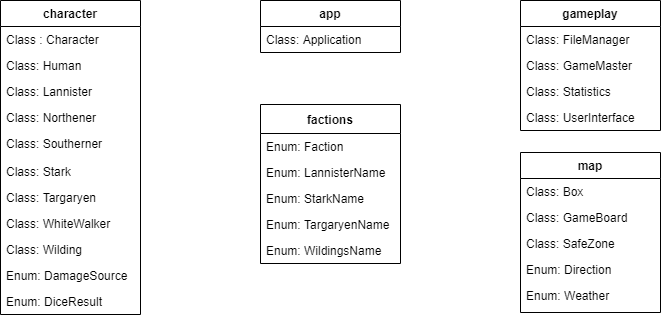 character
Class : Character
Class: Human
Class: Lannister
Class: Northener
Class: Southerner
Class: Stark
Class: Targaryen
Class: WhiteWalker
Class: Wilding
Enum: DamageSource
Enum: DiceResult
app
Class: Application
factions
Enum: Faction
Enum: LannisterName
Enum: StarkName
Enum: TargaryenName
Enum: WildingsName
gameplay
Class: FileManager
Class: GameMaster
Class: Statistics
Class: UserInterface
map
Class: Box
Class: GameBoard
Class: SafeZone
Enum: Direction
Enum: Weather